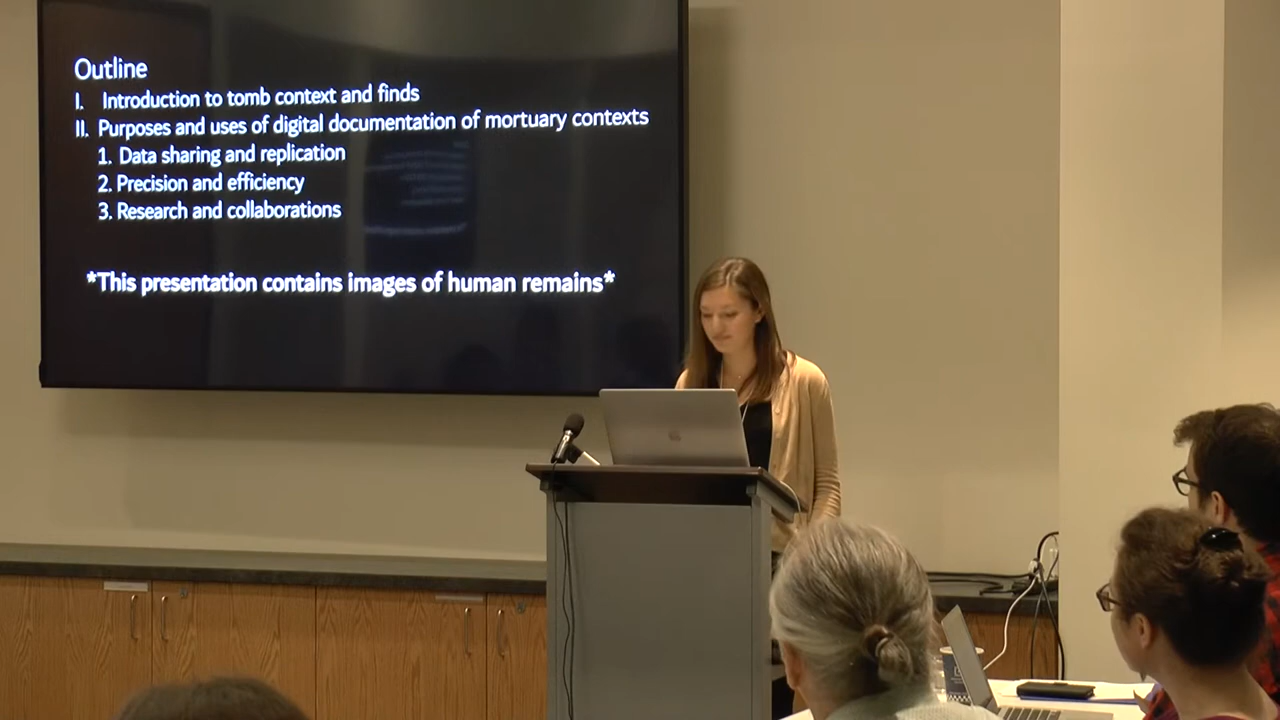 Outline
I. Introduction to tomb context and finds
II. Purposes and uses of digital documentation of mortuary contexts
1. Data sharing and replication
2. Precision and efficiency
3. Research and collaborations
*This presentation contains images of human remains*